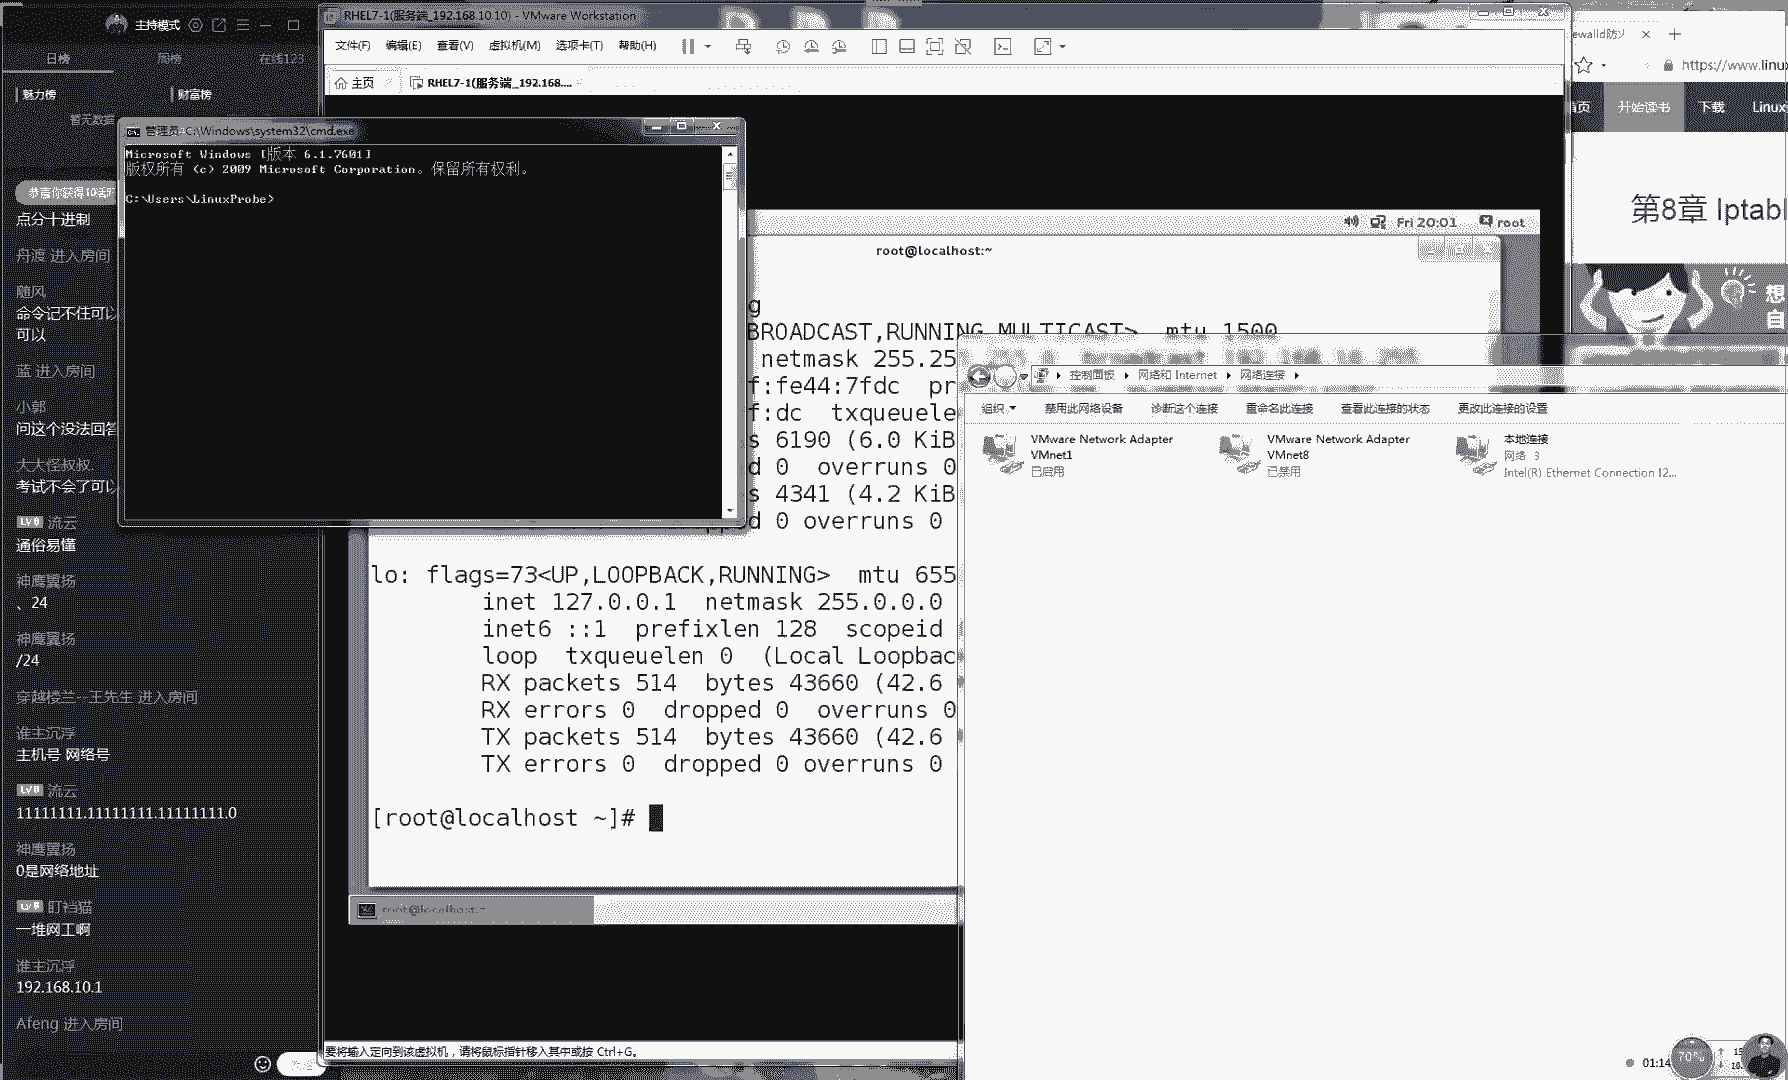 主持模式
日榜 周榜 在线123
魅力榜 财富榜
暂无数据
点分十进制
舟渡 进入房间
随风
命令记不住可以
可以
蓝 进入房间
小郭
问这个没法回答
大大怪叔叔
考试不会了可以
LV 8 流云
通俗易懂
神鹰翼扬
、24
神鹰翼扬
/24
穿越楼兰--王先生 进入房间
谁主沉浮
主机号 网络号
LV 8 流云
11111111.11111111.11111111.0
神鹰翼扬
0是网络地址
盯裆猫
一堆网工啊
谁主沉浮
192.168.10.1
Afeng 进入房间
RHEL7-1(服务端_192.168.10.10) - VMware Workstation
文件(F) 编辑(E) 查看(V) 虚拟机(M) 选项卡(T) 帮助(H)
主页 RHEL7-1(服务端_192.168....
管理员: C:\Windows\system32\cmd.exe
Microsoft Windows [版本 6.1.7601]
版权所有 (c) 2009 Microsoft Corporation。保留所有权利。
C:\Users\LinuxProbe>
Fri 20:01 root
root@localhost:~
g
BROADCAST,RUNNING,MULTICAST> mtu 1500
netmask 255.25
f:fe44:7fdc pr
f:dc txqueuele
s 6190 (6.0 KiB
d 0 overruns 0
s 4341 (4.2 KiB
d 0 overruns 0
lo: flags=73<UP,LOOPBACK,RUNNING> mtu 655
inet 127.0.0.1 netmask 255.0.0.0
inet6 ::1 prefixlen 128 scopeid
loop txqueuelen 0 (Local Loopbac
RX packets 514 bytes 43660 (42.6
RX errors 0 dropped 0 overruns 0
TX packets 514 bytes 43660 (42.6
TX errors 0 dropped 0 overruns 0
[root@localhost ~]#
root@localhost:~
要将输入定向到该虚拟机，请将鼠标指针移入其中或按 Ctrl+G。
控制面板 网络和 Internet 网络连接
组织 禁用此网络设备 诊断这个连接 重命名此连接 查看此连接的状态 更改此连接的设置
VMware Network Adapter
VMnet1
已启用
VMware Network Adapter
VMnet8
已禁用
本地连接
网络 3
Intel(R) Ethernet Connection I2...
ewalld防火
https://www.linux
首页 开始读书 下载 Linux
第8章 Iptabl
想
自
01:14
70%